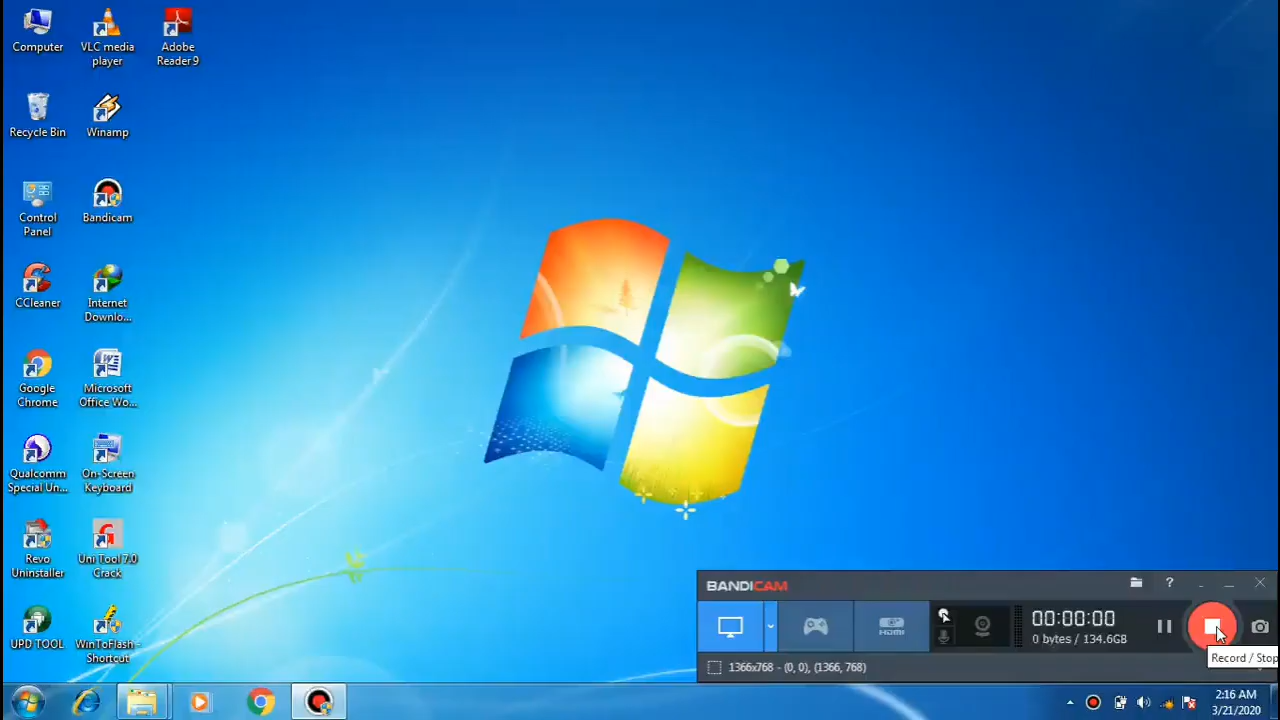 Computer
VLC media
player
Adobe
Reader 9
Recycle Bin
Winamp
Control
Panel
Bandicam
CCleaner
Internet
Downlo...
Google
Chrome
Microsoft
Office Wo...
Qualcomm
Special Un...
On-Screen
Keyboard
Revo
Uninstaller
Uni Tool 7.0
Crack
UPD TOOL
WinToFlash -
Shortcut
BANDICAM
HDMI
00:00:00
0 bytes / 134.6GB
Record / Stop
1366x768 - (0, 0), (1366, 768)
2:16 AM
3/21/2020